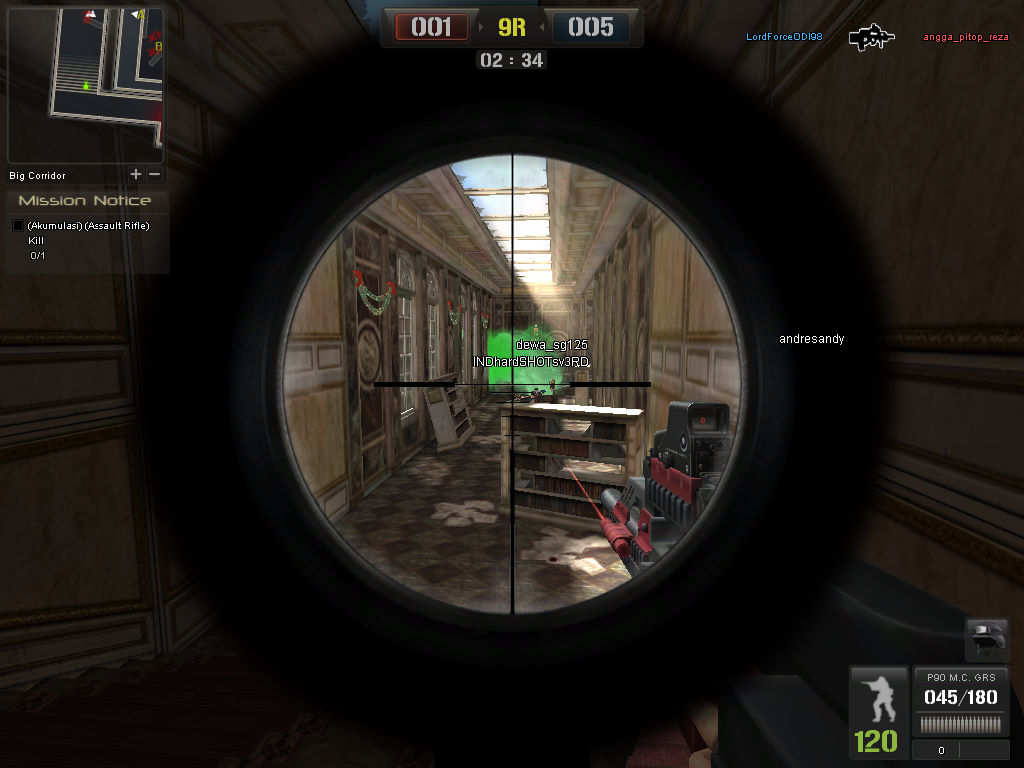 001 9R 005
02 : 34
LordForceODI98 angga_pitop_reza
A
B
Big Corridor + −
Mission Notice
(Akumulasi) (Assault Rifle)
Kill
0/1
andresandy
dewa_sg125
INDhardSHOTsv3RD
P90 M.C. GRS
045/180
120
0